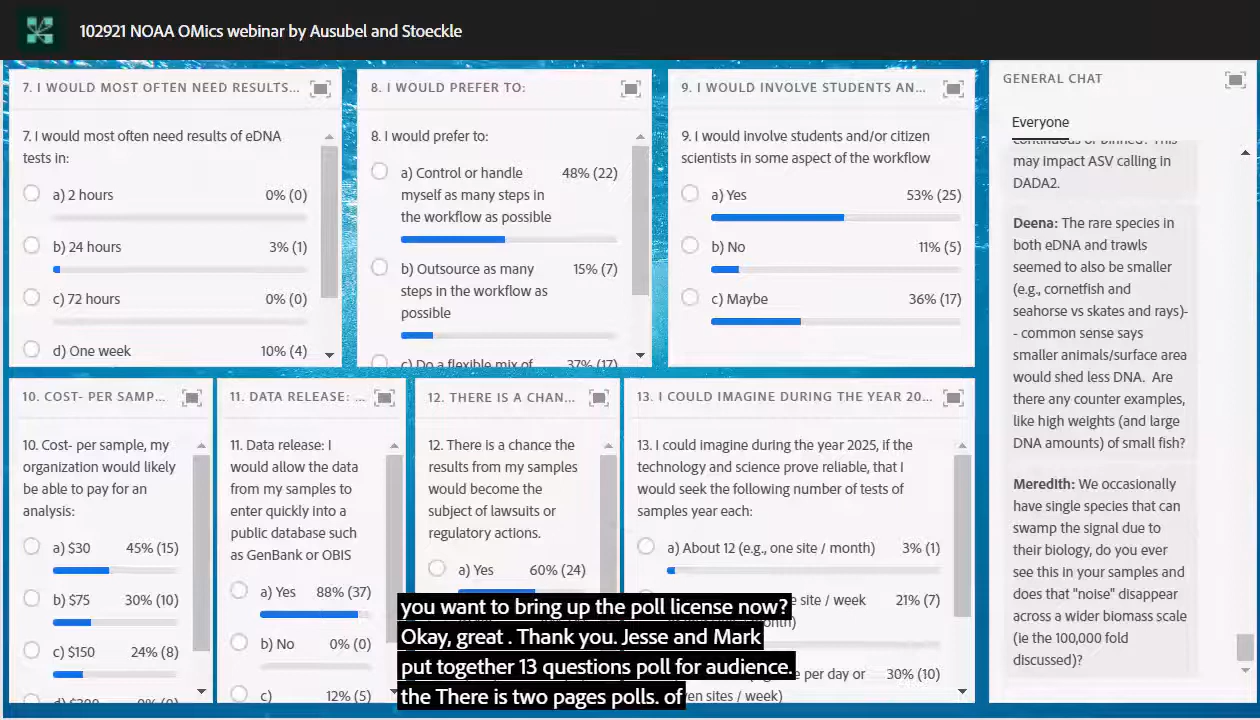 102921 NOAA OMics webinar by Ausubel and Stoeckle
7. I WOULD MOST OFTEN NEED RESULTS...
7. I would most often need results of eDNA
tests in:
a) 2 hours 0% (0)
b) 24 hours 3% (1)
c) 72 hours 0% (0)
d) One week 10% (4)
8. I WOULD PREFER TO:
8. I would prefer to:
a) Control or handle 48% (22)
myself as many steps in
the workflow as possible
b) Outsource as many 15% (7)
steps in the workflow as
possible
c) Do a flexible mix of 37% (17)
9. I WOULD INVOLVE STUDENTS AN...
9. I would involve students and/or citizen
scientists in some aspect of the workflow
a) Yes 53% (25)
b) No 11% (5)
c) Maybe 36% (17)
10. COST- PER SAMP...
10. Cost- per sample, my
organization would likely
be able to pay for an
analysis:
a) $30 45% (15)
b) $75 30% (10)
c) $150 24% (8)
11. DATA RELEASE: ...
11. Data release: I
would allow the data
from my samples to
enter quickly into a
public database such
as GenBank or OBIS
a) Yes 88% (37)
b) No 0% (0)
c) 12% (5)
12. THERE IS A CHAN...
12. There is a chance the
results from my samples
would become the
subject of lawsuits or
regulatory actions.
a) Yes 60% (24)
13. I COULD IMAGINE DURING THE YEAR 20...
13. I could imagine during the year 2025, if the
technology and science prove reliable, that I
would seek the following number of tests of
samples year each:
a) About 12 (e.g., one site / month) 3% (1)
e site / week 21% (7)
e per day or 30% (10)
en sites / week)
you want to bring up the poll license now?
Okay, great . Thank you. Jesse and Mark
put together 13 questions poll for audience.
the There is two pages polls. of
GENERAL CHAT
Everyone
continuous or binned? This
may impact ASV calling in
DADA2.
Deena: The rare species in
both eDNA and trawls
seemed to also be smaller
(e.g., cornetfish and
seahorse vs skates and rays)-
- common sense says
smaller animals/surface area
would shed less DNA. Are
there any counter examples,
like high weights (and large
DNA amounts) of small fish?
Meredith: We occasionally
have single species that can
swamp the signal due to
their biology, do you ever
see this in your samples and
does that "noise" disappear
across a wider biomass scale
(ie the 100,000 fold
discussed)?